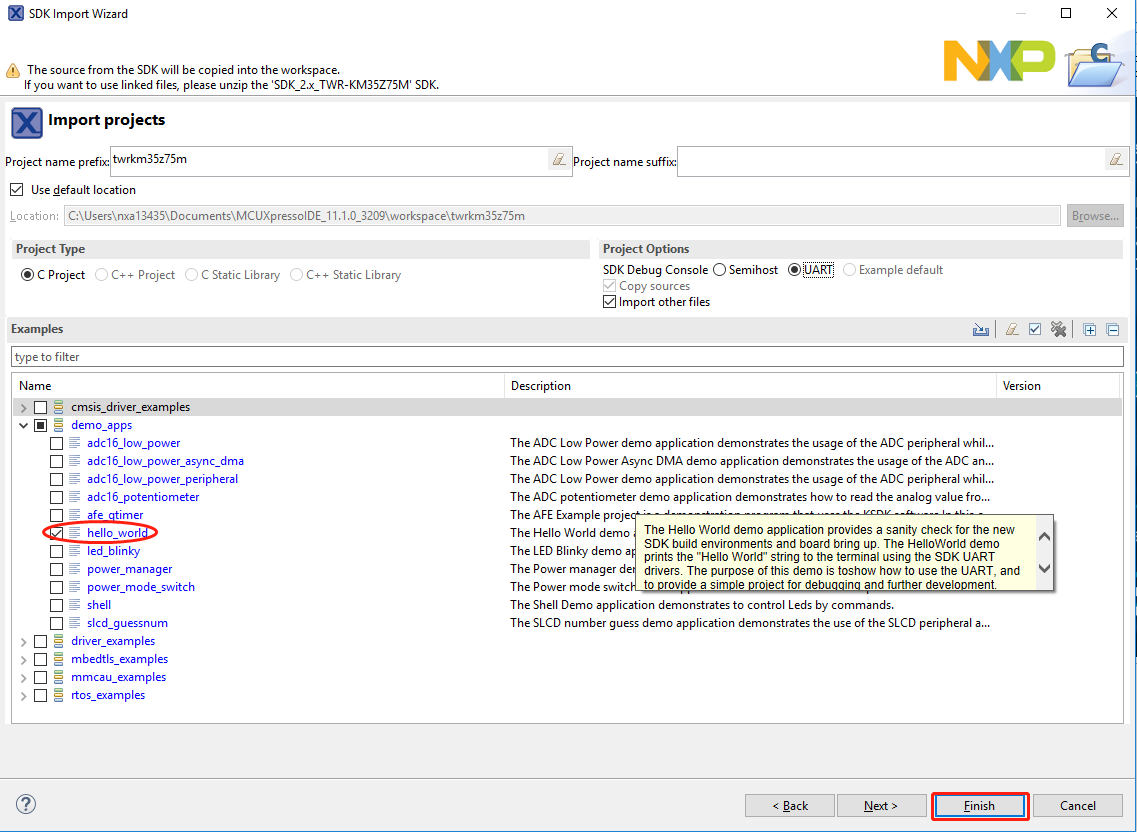 SDK Import Wizard
The source from the SDK will be copied into the workspace.
If you want to use linked files, please unzip the 'SDK_2.x_TWR-KM35Z75M' SDK.
NXP
Import projects
Project name prefix: twrkm35z75m Project name suffix:
Use default location
Location: C:\Users\nxa13435\Documents\MCUXpressoIDE_11.1.0_3209\workspace\twrkm35z75m Browse...
Project Type Project Options
C Project C++ Project C Static Library C++ Static Library SDK Debug Console Semihost UART Example default
Copy sources
Import other files
Examples
type to filter
Name Description Version
cmsis_driver_examples
demo_apps
adc16_low_power The ADC Low Power demo application demonstrates the usage of the ADC peripheral whil...
adc16_low_power_async_dma The ADC Low Power Async DMA demo application demonstrates the usage of the ADC an...
adc16_low_power_peripheral The ADC Low Power demo application demonstrates the usage of the ADC peripheral whil...
adc16_potentiometer The ADC potentiometer demo application demonstrates how to read the analog value fro...
afe_qtimer The AFE Example project is a demonstration program that uses the KSDK software In this e...
hello_world The Hello World demo
led_blinky The LED Blinky demo ap
power_manager The Power manager der
power_mode_switch The Power mode switch
shell The Shell Demo application demonstrates to control Leds by commands.
slcd_guessnum The SLCD number guess demo application demonstrates the use of the SLCD peripheral a...
The Hello World demo application provides a sanity check for the new
SDK build environments and board bring up. The HelloWorld demo
prints the "Hello World" string to the terminal using the SDK UART
drivers. The purpose of this demo is toshow how to use the UART, and
to provide a simple project for debugging and further development.
driver_examples
mbedtls_examples
mmcau_examples
rtos_examples
< Back Next > Finish Cancel